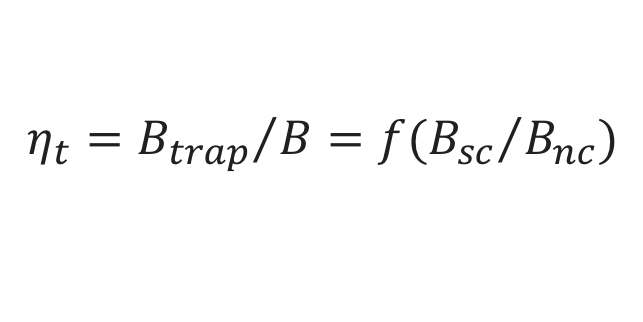 η_t = B_trap/B = f(B_sc/B_nc)